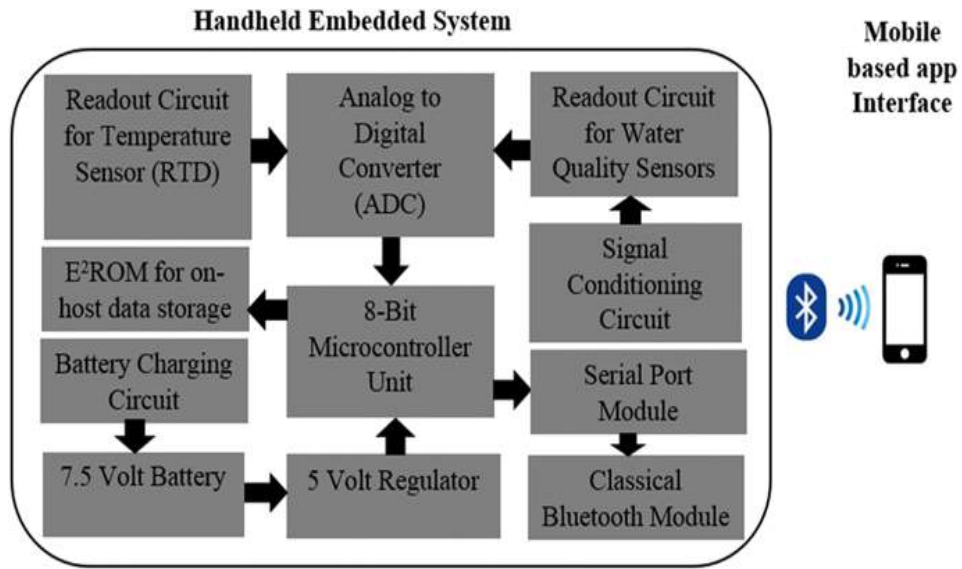 Handheld Embedded System
Mobile
based app
Interface
Readout Circuit
for Temperature
Sensor (RTD)
Analog to
Digital
Converter
(ADC)
Readout Circuit
for Water
Quality Sensors
E²ROM for on-
host data storage
8-Bit
Microcontroller
Unit
Signal
Conditioning
Circuit
Battery Charging
Circuit
Serial Port
Module
7.5 Volt Battery
5 Volt Regulator
Classical
Bluetooth Module